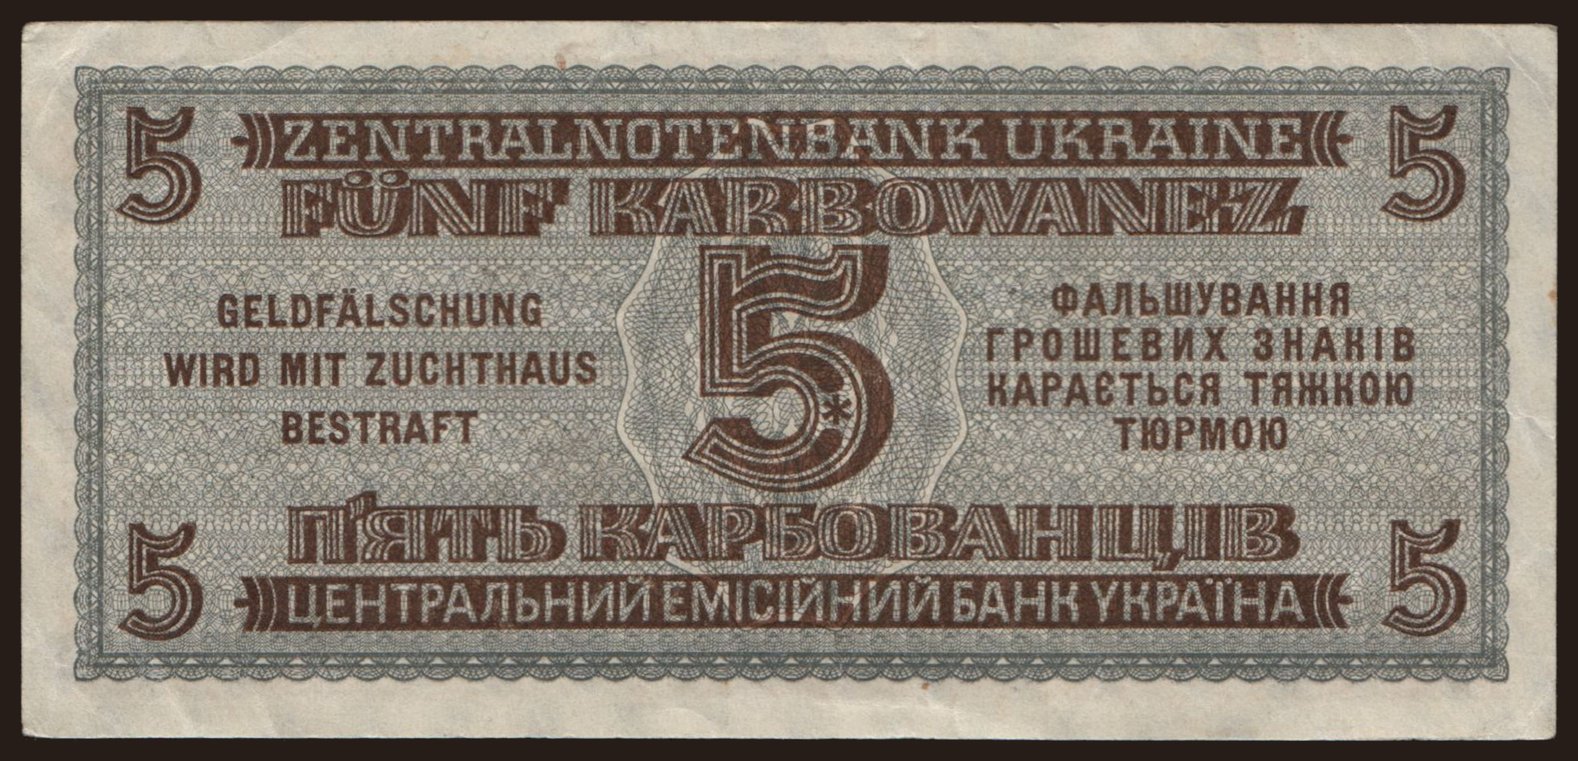 5 ZENTRALNOTENBANK UKRAINE 5
FÜNF KARBOWANEZ
5
GELDFÄLSCHUNG
WIRD MIT ZUCHTHAUS
BESTRAFT
ФАЛЬШУВАННЯ
ГРОШЕВИХ ЗНАКІВ
КАРАЄТЬСЯ ТЯЖКОЮ
ТЮРМОЮ
*
П'ЯТЬ КАРБОВАНЦІВ
5 ЦЕНТРАЛЬНИЙ ЕМІСІЙНИЙ БАНК УКРАЇНА 5